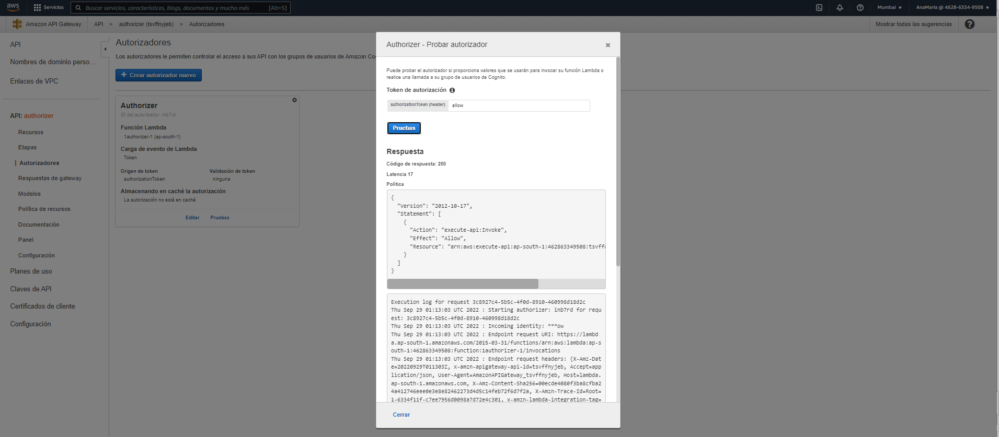 aws
Servicios
Buscar servicios, características, blogs, documentos y mucho más
[Alt+S]
Mumbai
AnaMaria @ 4628-6334-9508
Amazon API Gateway
API > authorizer (tsvffnyjeb) > Autorizadores
Mostrar todas las sugerencias
API
Nombres de dominio perso...
Enlaces de VPC
API: authorizer
Recursos
Etapas
Autorizadores
Respuestas de gateway
Modelos
Política de recursos
Documentación
Panel
Configuración
Planes de uso
Claves de API
Certificados de cliente
Configuración
Autorizadores
Los autorizadores le permiten controlar el acceso a sus API con los grupos de usuarios de Amazon Co
Crear autorizador nuevo
Authorizer
ID del autorizador: inb7rd
Función Lambda
1authorizer-1 (ap-south-1)
Carga de evento de Lambda
Token
Origen de token Validación de token
authorizationToken ninguna
Almacenando en caché la autorización
La autorización no está en caché
Editar Pruebas
Authorizer - Probar autorizador
Puede probar el autorizador si proporciona valores que se usarán para invocar su función Lambda o
realice una llamada a su grupo de usuarios de Cognito.
Token de autorización
authorizationToken (header) allow
Pruebas
Respuesta
Código de respuesta: 200
Latencia 17
Política
{
"Version": "2012-10-17",
"Statement": [
{
"Action": "execute-api:Invoke",
"Effect": "Allow",
"Resource": "arn:aws:execute-api:ap-south-1:462863349508:tsvff
}
]
}
Execution log for request 3c8927c4-5b5c-4f0d-8910-460998d18d2c
Thu Sep 29 01:13:03 UTC 2022 : Starting authorizer: inb7rd for requ
est: 3c8927c4-5b5c-4f0d-8910-460998d18d2c
Thu Sep 29 01:13:03 UTC 2022 : Incoming identity: ***ow
Thu Sep 29 01:13:03 UTC 2022 : Endpoint request URI: https://lambd
a.ap-south-1.amazonaws.com/2015-03-31/functions/arn:aws:lambda:ap-s
outh-1:462863349508:function:1authorizer-1/invocations
Thu Sep 29 01:13:03 UTC 2022 : Endpoint request headers: {X-Amz-Dat
e=20220929T011303Z, x-amzn-apigateway-api-id=tsvffnyjeb, Accept=app
lication/json, User-Agent=AmazonAPIGateway_tsvffnyjeb, Host=lambda.
ap-south-1.amazonaws.com, X-Amz-Content-Sha256=00ecde4080f3ba8cfba2
4a412746eee0e3e8e82462273d4d5c14feb72f6d7f2a, X-Amzn-Trace-Id=Root=
1-6334f11f-c7ee7956d0098a7d72e4c301, x-amzn-lambda-integration-tag=
Cerrar